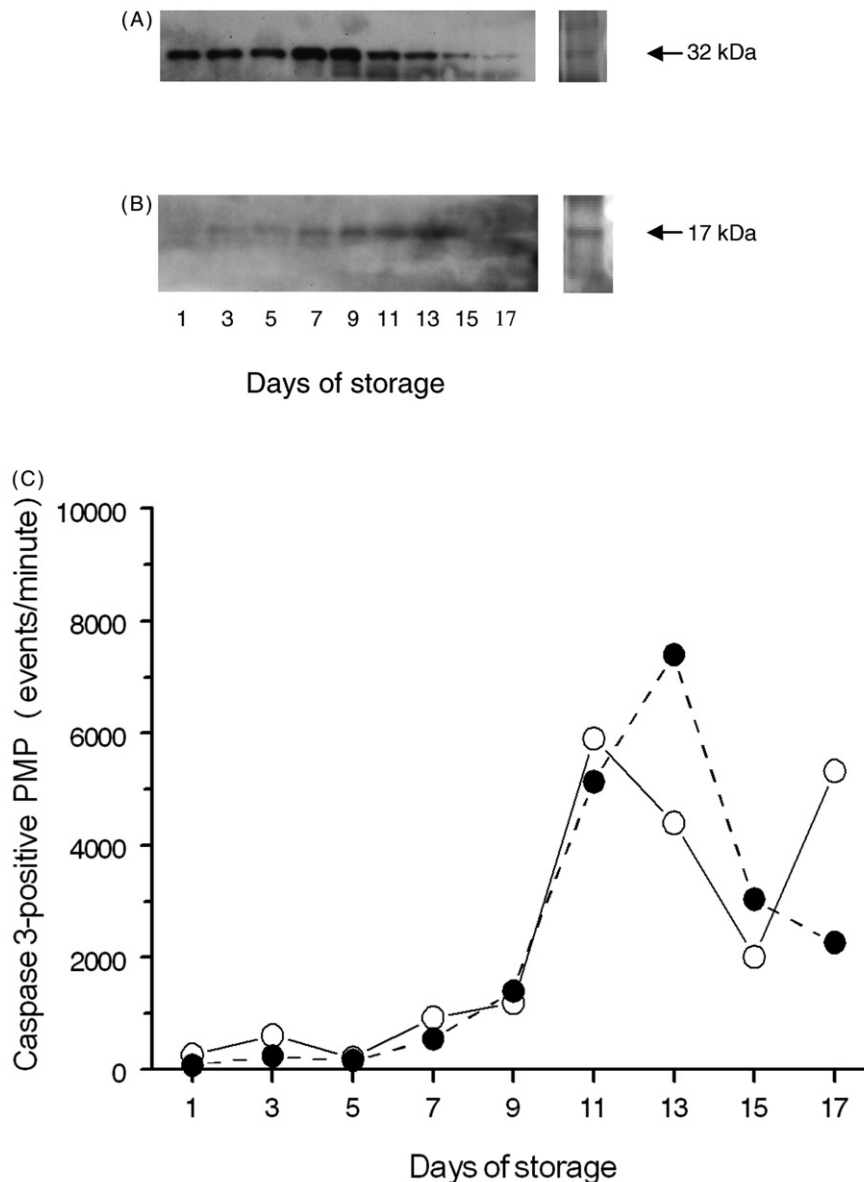 (A)
32 kDa
(B)
17 kDa
1 3 5 7 9 11 13 15 17
Days of storage
(C)
Caspase 3-positive PMP ( events/minute)
10000
8000
6000
4000
2000
0
1 3 5 7 9 11 13 15 17
Days of storage